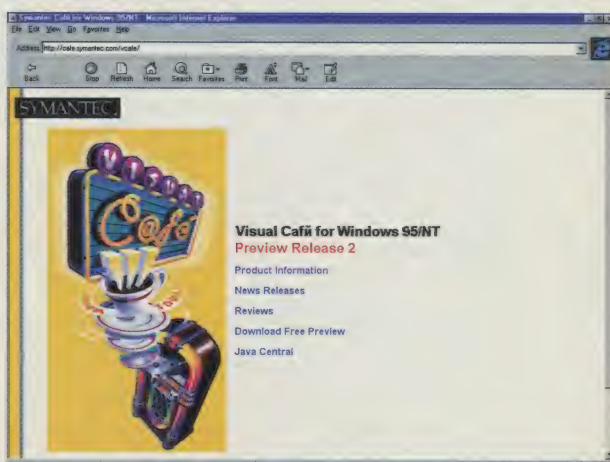 Symantec Café for Windows 95/NT - Microsoft Internet Explorer
File Edit View Go Favorites Help
Address http://cafe.symantec.com/vcafe/
Back Stop Refresh Home Search Favorites Print Font Mail Edit
SYMANTEC.
VISUAL
Café
Visual Cafй for Windows 95/NT
Preview Release 2
Product Information
News Releases
Reviews
Download Free Preview
Java Central